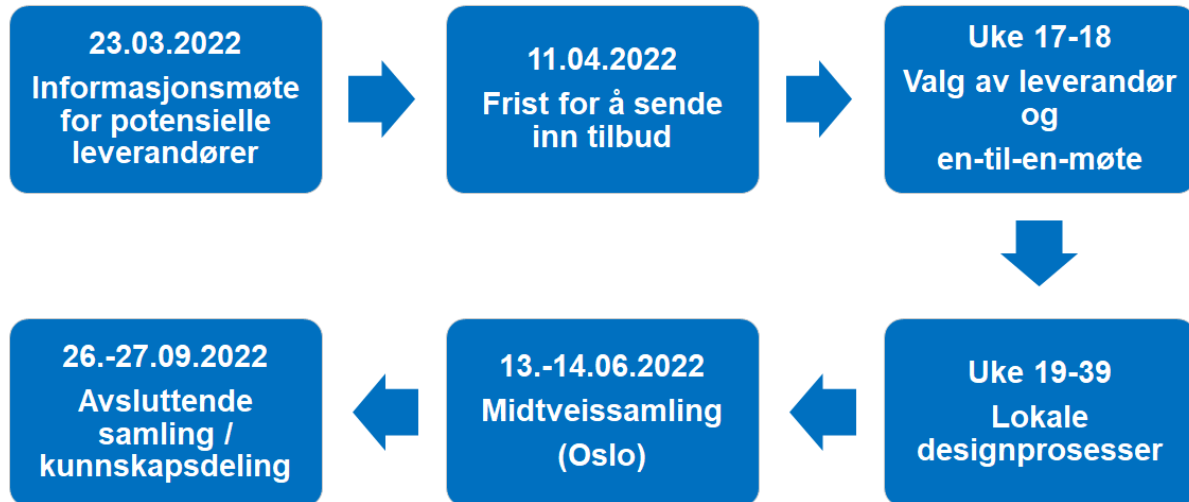 23.03.2022
Informasjonsmøte
for potensielle
leverandører
11.04.2022
Frist for å sende
inn tilbud
Uke 17-18
Valg av leverandør
og
en-til-en-møte
Uke 19-39
Lokale
designprosesser
13.-14.06.2022
Midtveissamling
(Oslo)
26.-27.09.2022
Avsluttende
samling /
kunnskapsdeling